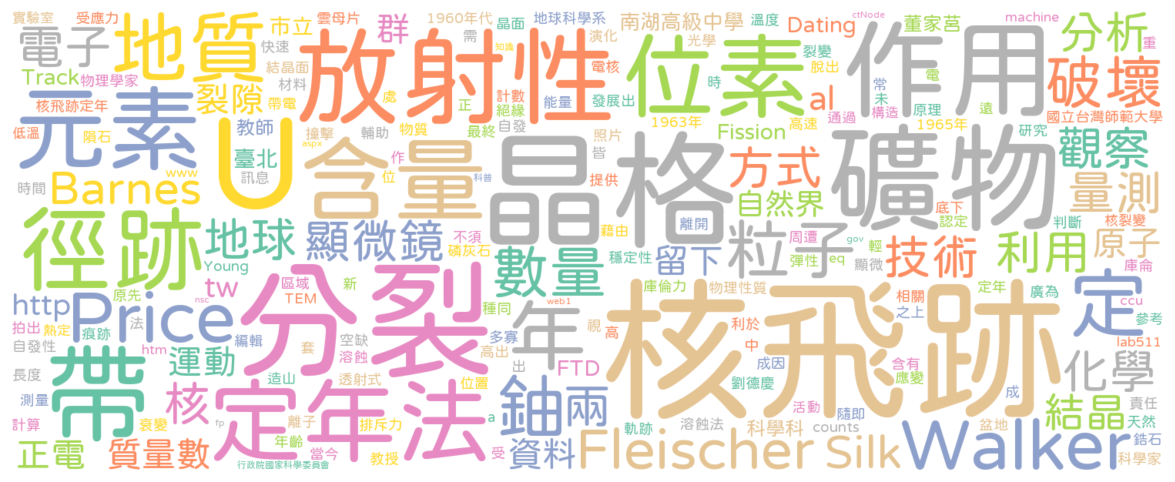 實驗室 受應力 雲母片 1960年代 晶面 地球科學系 南湖高級中學 溫度 Dating 董家莒 ctNode machine 重
電子 地質 市立 群 需 演化 光學 裂變 脫出 常 電 分析
快速 放射性 位素 作用 破壞
Track 物理學家 結晶面 材料 電核 時 未
核飛跡定年 裂隙 帶電 處 正 計數 能量 發展出 原理 通過 構造 遠
元素 U 教師 撞擊 輔助 物質 絕緣 自發 照片 1963年 高速 al 1965年 國立台灣師範大學
低溫 隕石 aspx 最終 知識 Fission 研究 觀察
臺北 含量 晶格 皆 礦物
時間 Barnes www 訊息 作 位 科普 提供 方式 底下 認定 量測
徑跡 藉由 離開 自然界 判斷 核裂變
地球 顯微鏡 不須 磷灰石 數量 穩定性 留下 粒子 周遭 彈性 gov eq 輕 顯微 技術 利用 原子 庫侖
Young
http 原先 Price tw 區域 TEM 新 分裂 種同 web1 年 庫侖力 物理性質 核飛跡 相關 之上 定年 廣為 定 ccu 參考
拍出 熱定 痕跡 法 nsc 編輯 空缺 多寡 視 高 利於 中 lab511
自發性 htm 運動 套 溶蝕 高出 出 FTD 成因 含有 應變 化學
長度 帶 造山 透射式 位置 劉德慶 成
測量 核 定年法 鈾 兩 活動 隨即 結晶 責任
計算 衰變 fp 離子 排斥力 a 軌跡 溶蝕法 科學科 counts 盆地 天然
正電 質量數 年齡 當今 教授 受 資料 Fleischer Silk Walker 鋯石 科學家
行政院國家科學委員會